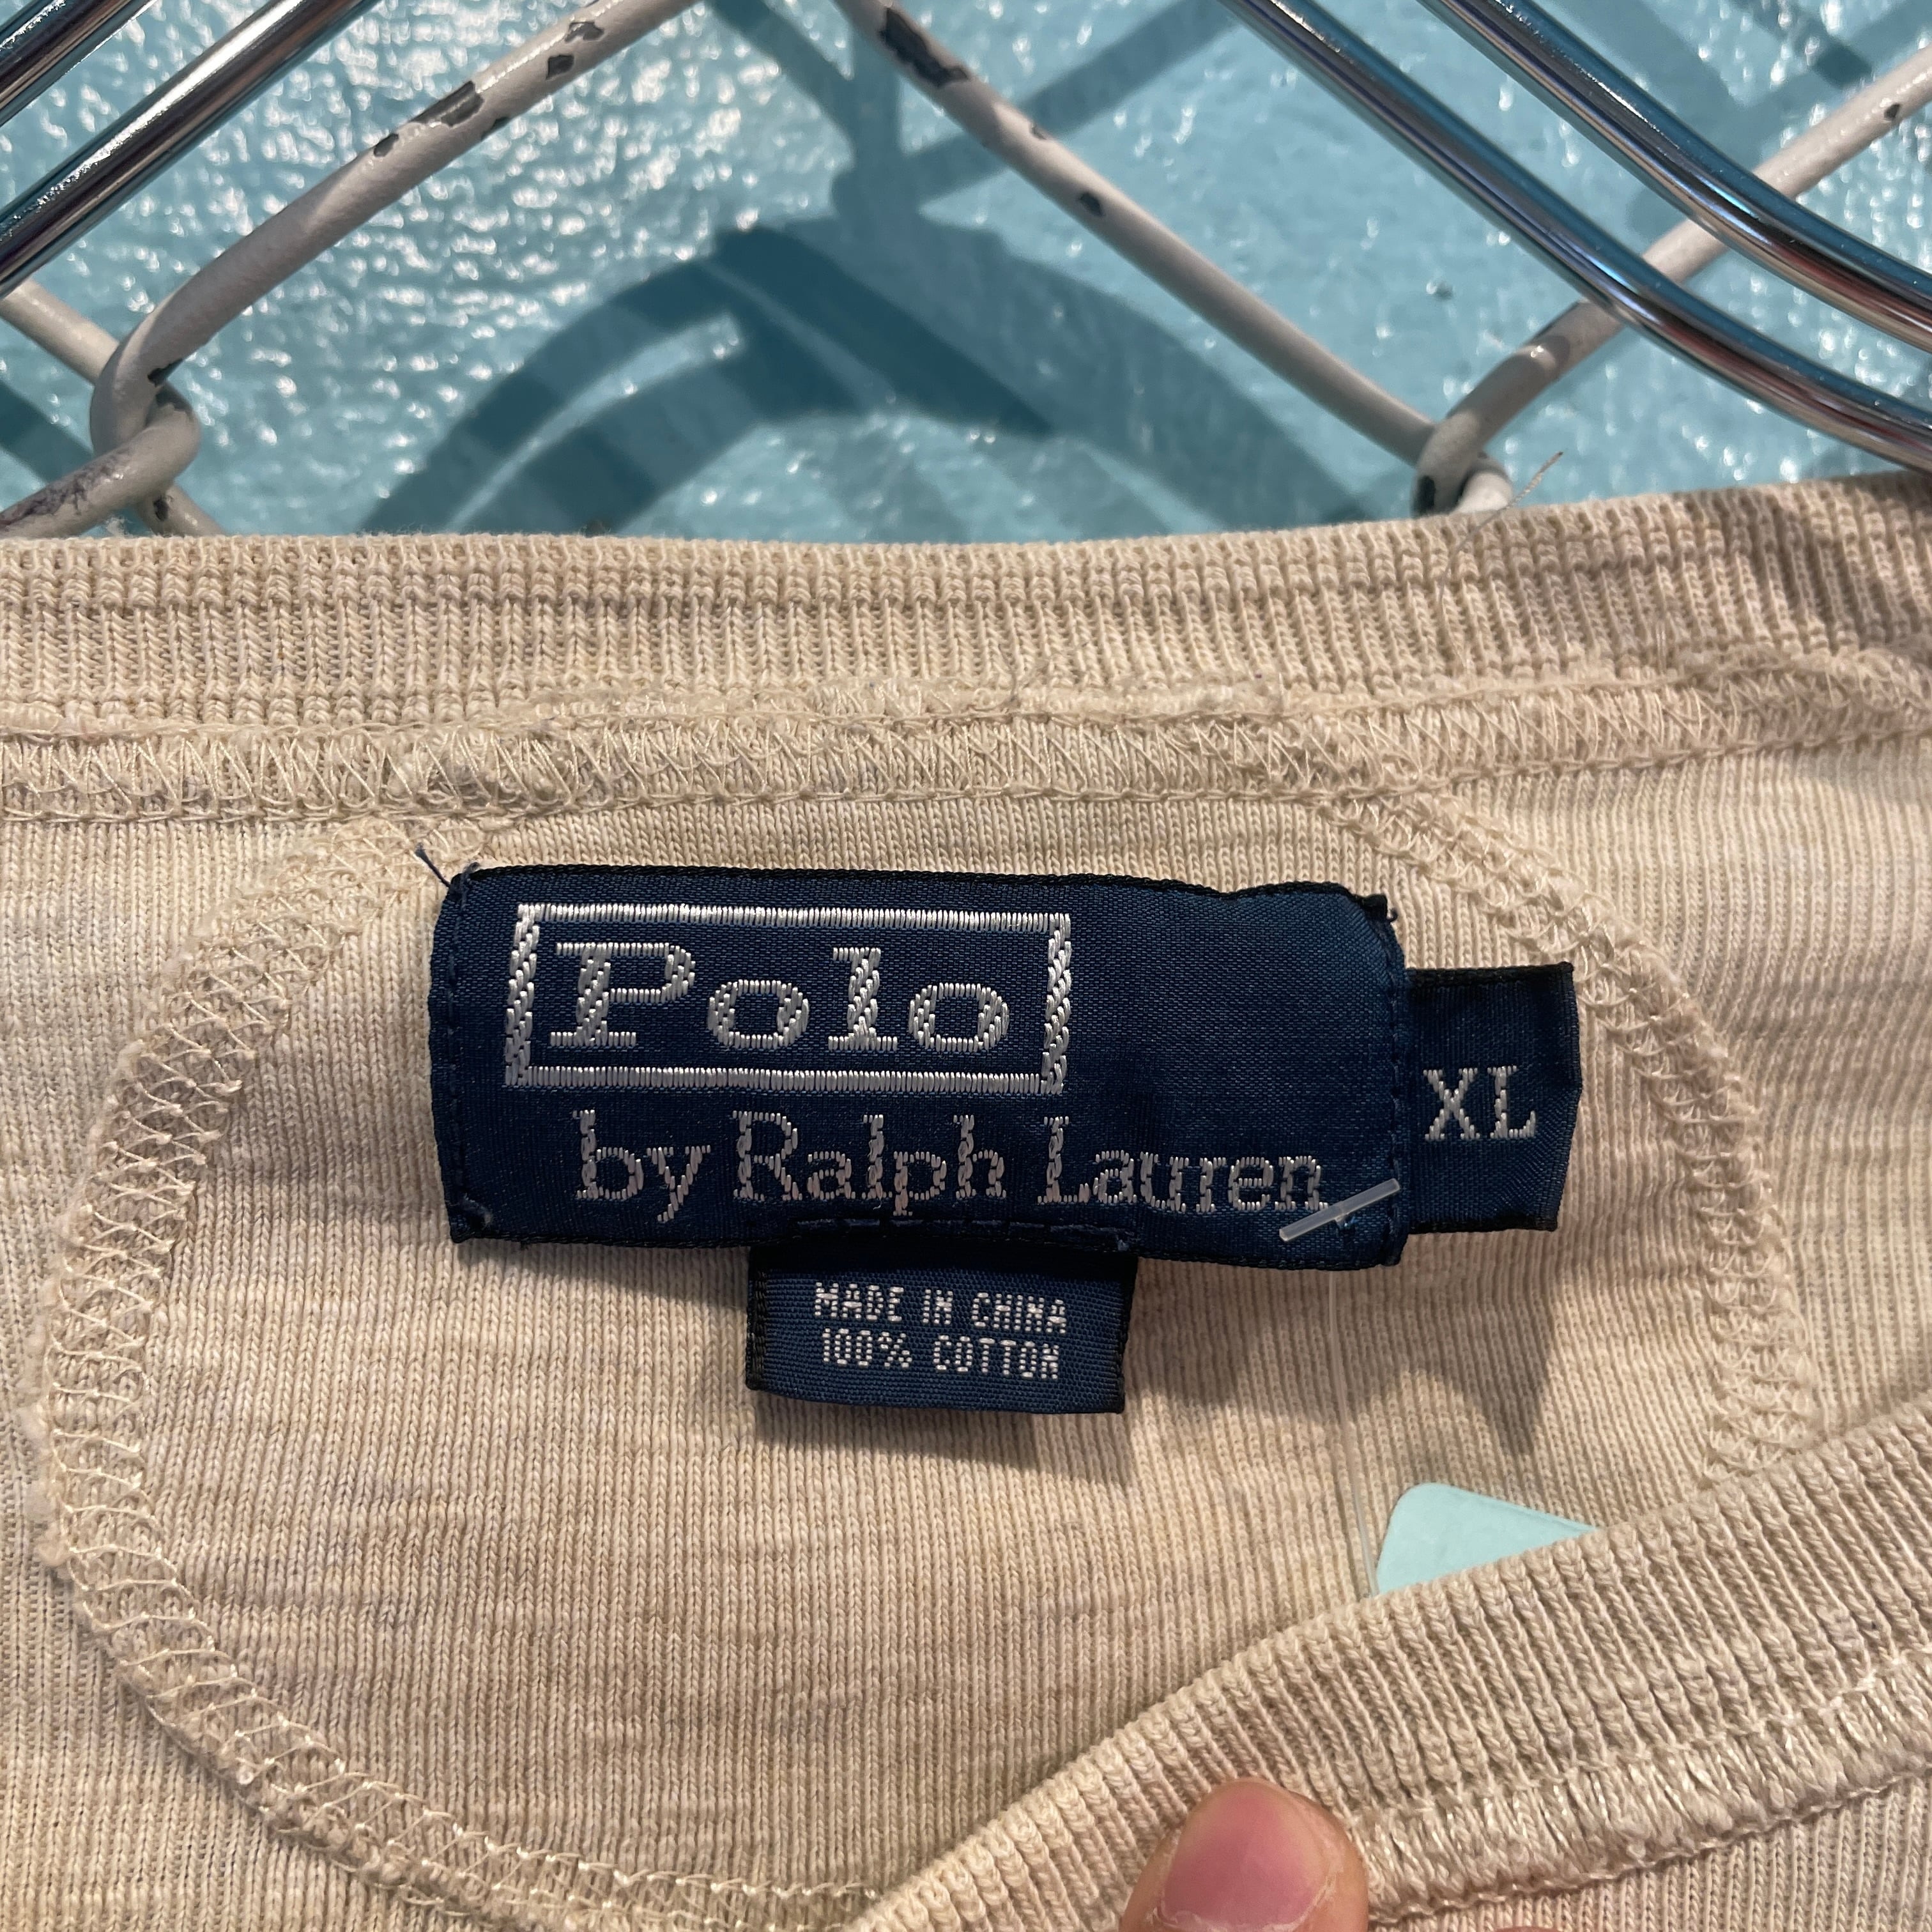 Polo
by Ralph Lauren
XL
MADE IN CHINA
100% COTTON